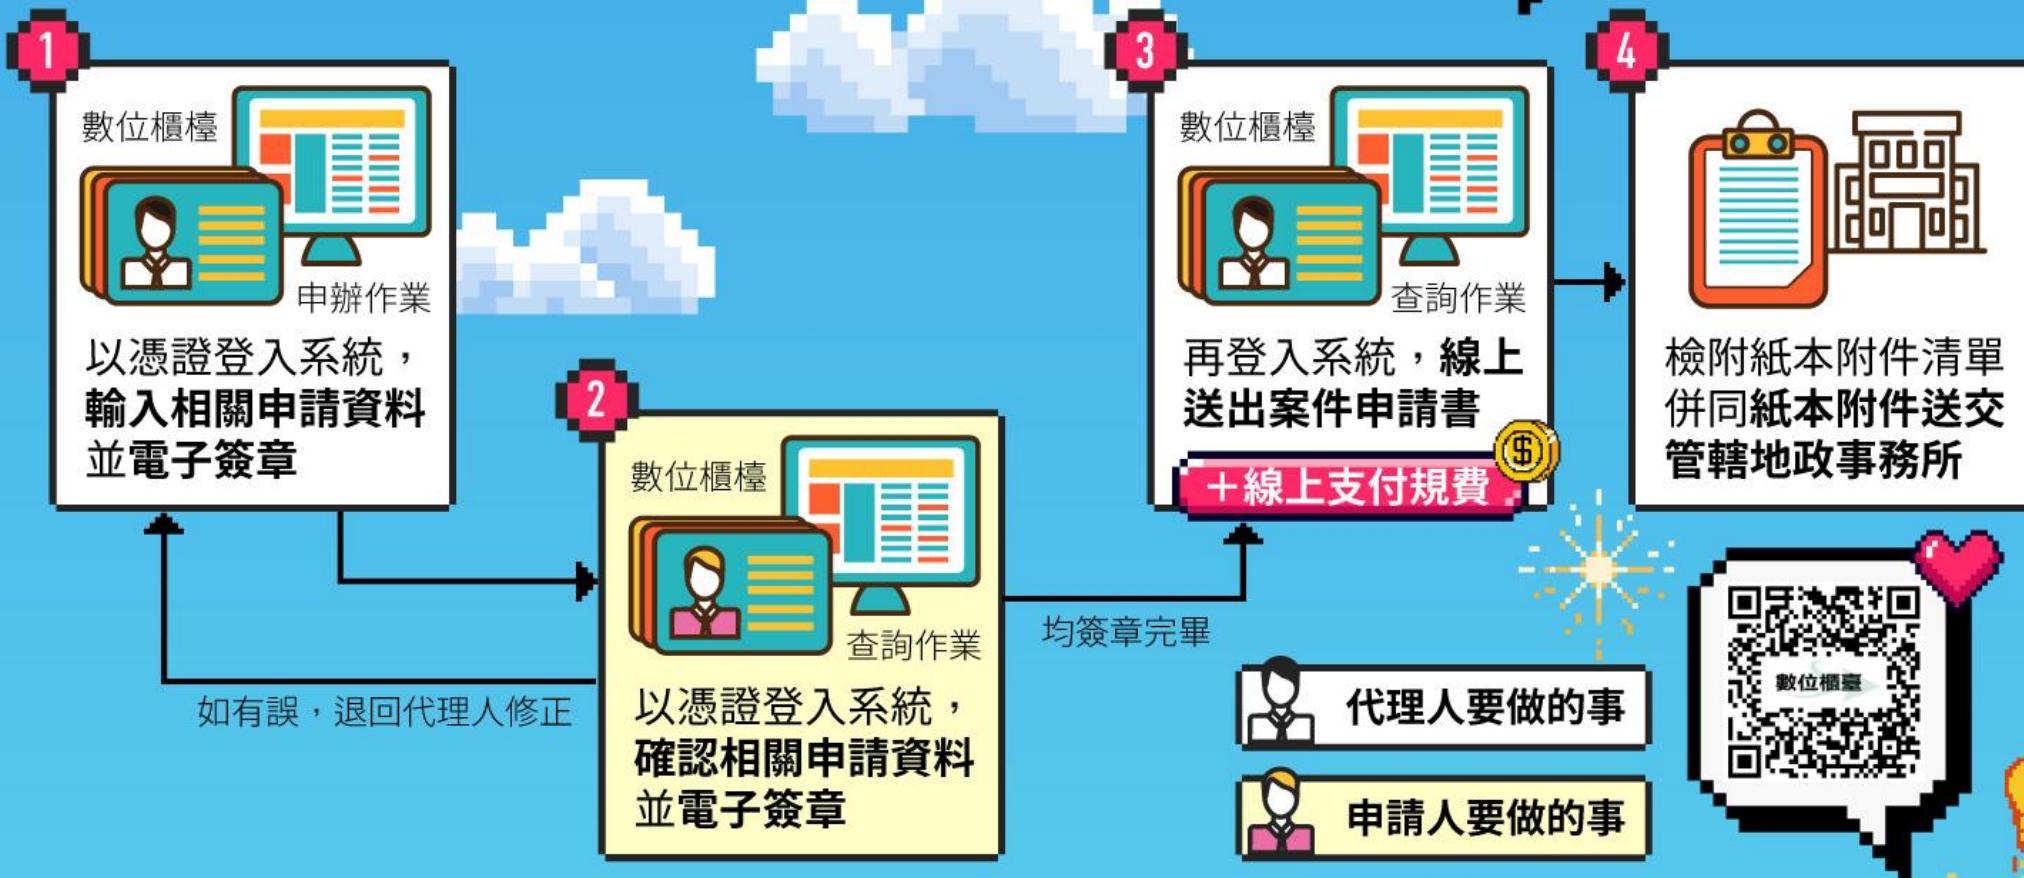 1
數位櫃檯
申辦作業
以憑證登入系統，
輸入相關申請資料
並電子簽章
2
數位櫃檯
查詢作業
以憑證登入系統，
確認相關申請資料
並電子簽章
如有誤，退回代理人修正
均簽章完畢
3
數位櫃檯
查詢作業
再登入系統，線上
送出案件申請書
＋線上支付規費
$
4
檢附紙本附件清單
併同紙本附件送交
管轄地政事務所
代理人要做的事
申請人要做的事
數位櫃臺